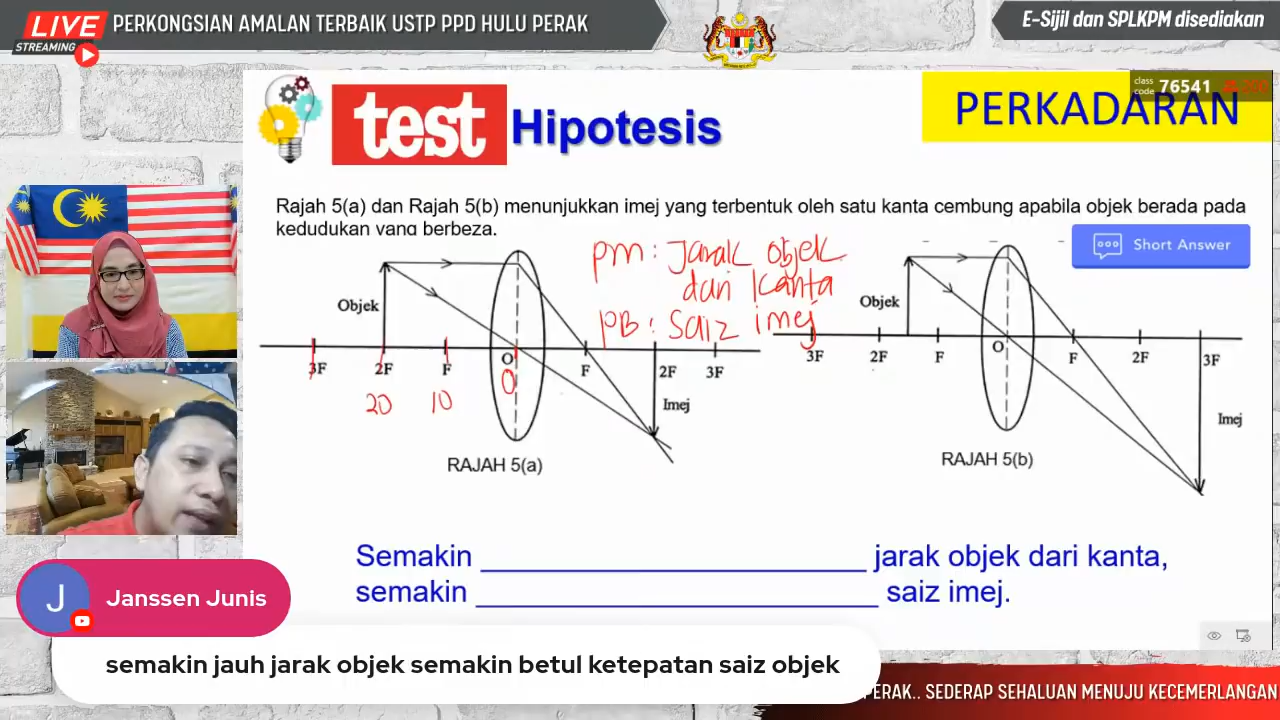 LIVE
STREAMING
PERKONGSIAN AMALAN TERBAIK USTP PPD HULU PERAK
E-Sijil dan SPLKPM disediakan
test Hipotesis
PERKADARAN
class code 76541 200
Rajah 5(a) dan Rajah 5(b) menunjukkan imej yang terbentuk oleh satu kanta cembung apabila objek berada pada
kedudukan yang berbeza.
Short Answer
PM : Jarak objek
dari kanta
PB : Saiz imej
Objek
3F 2F F O F 2F 3F
20 10 0
Imej
RAJAH 5(a)
Objek
3F 2F F O F 2F 3F
Imej
RAJAH 5(b)
Semakin ________________________ jarak objek dari kanta,
semakin _________________________ saiz imej.
J Janssen Junis
semakin jauh jarak objek semakin betul ketepatan saiz objek
PERAK.. SEDERAP SEHALUAN MENUJU KECEMERLANGAN